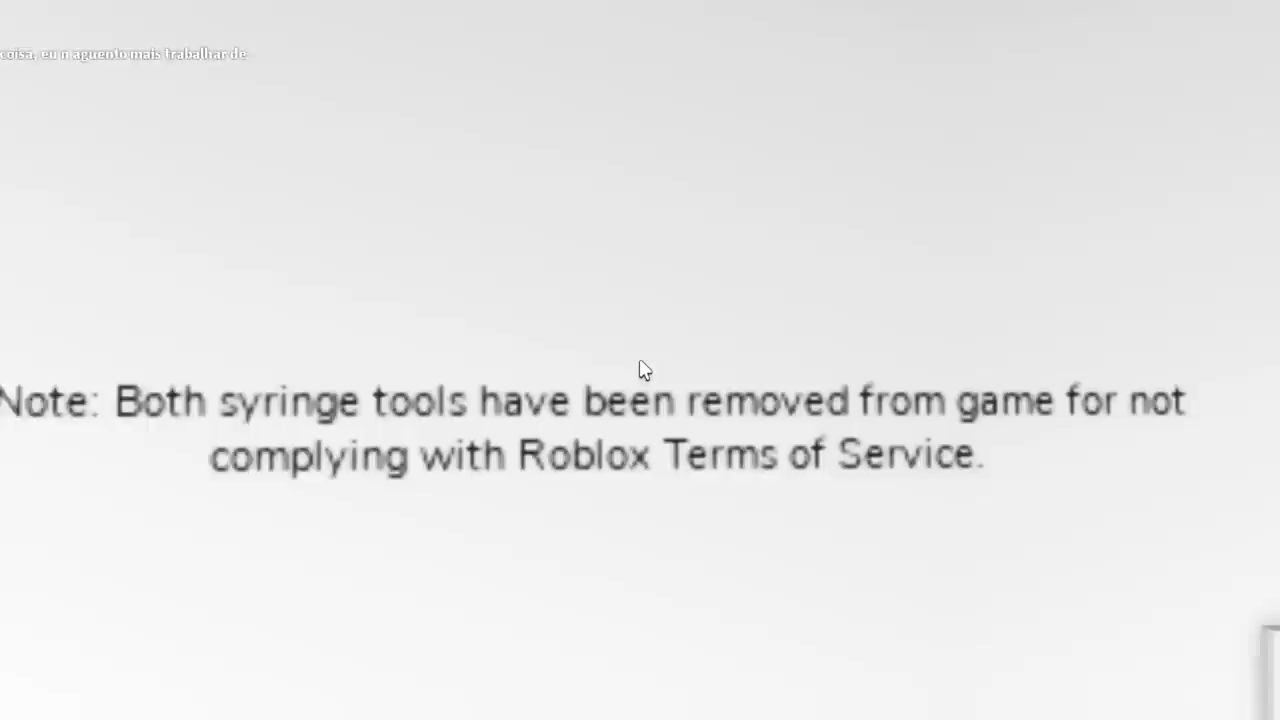 coisa, eu n aguento mais trabalhar de
Note: Both syringe tools have been removed from game for not
complying with Roblox Terms of Service.